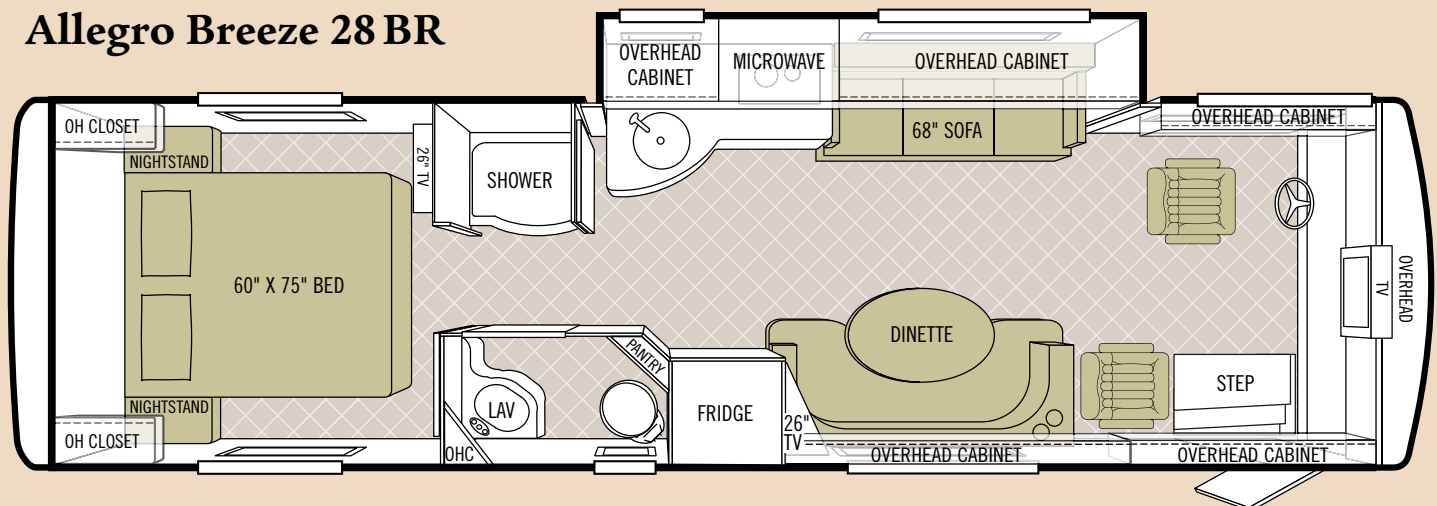 Allegro Breeze 28 BR
OVERHEAD
CABINET
MICROWAVE
OVERHEAD CABINET
OH CLOSET
NIGHTSTAND
26" TV
SHOWER
68" SOFA
OVERHEAD CABINET
60" X 75" BED
OVERHEAD
TV
DINETTE
PANTRY
STEP
NIGHTSTAND
LAV
FRIDGE
26"
TV
OH CLOSET
OHC
OVERHEAD CABINET
OVERHEAD CABINET